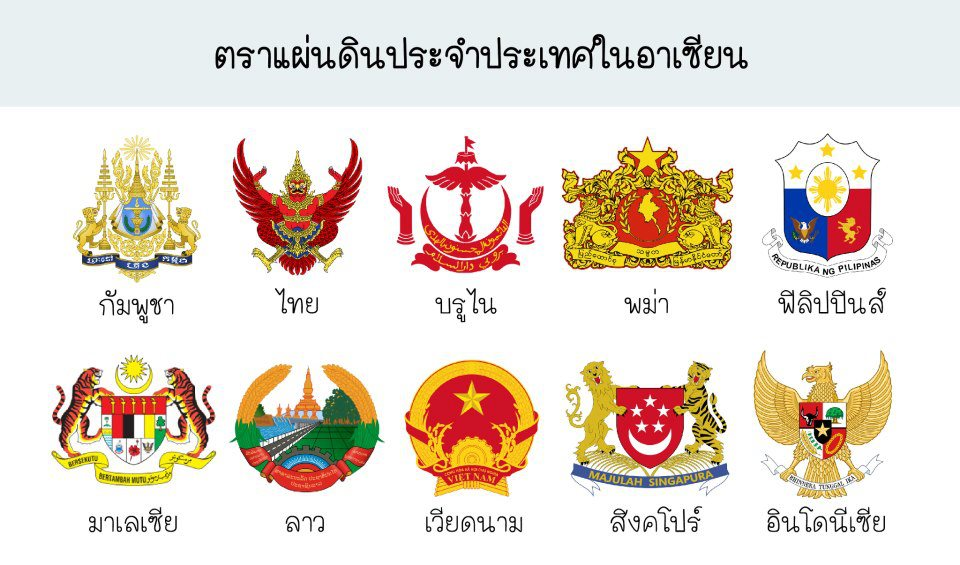 ตราแผ่นดินประจำประเทศในอาเซียน
REPUBLIKA NG PILIPINAS
กัมพูชา
ไทย
บรูไน
พม่า
ฟิลิปปินส์
BERSEKUTU
BERTAMBAH MUTU
VIỆT NAM
MAJULAH SINGAPURA
BHINNEKA TUNGGAL IKA
มาเลเซีย
ลาว
เวียดนาม
สิงคโปร์
อินโดนีเซีย